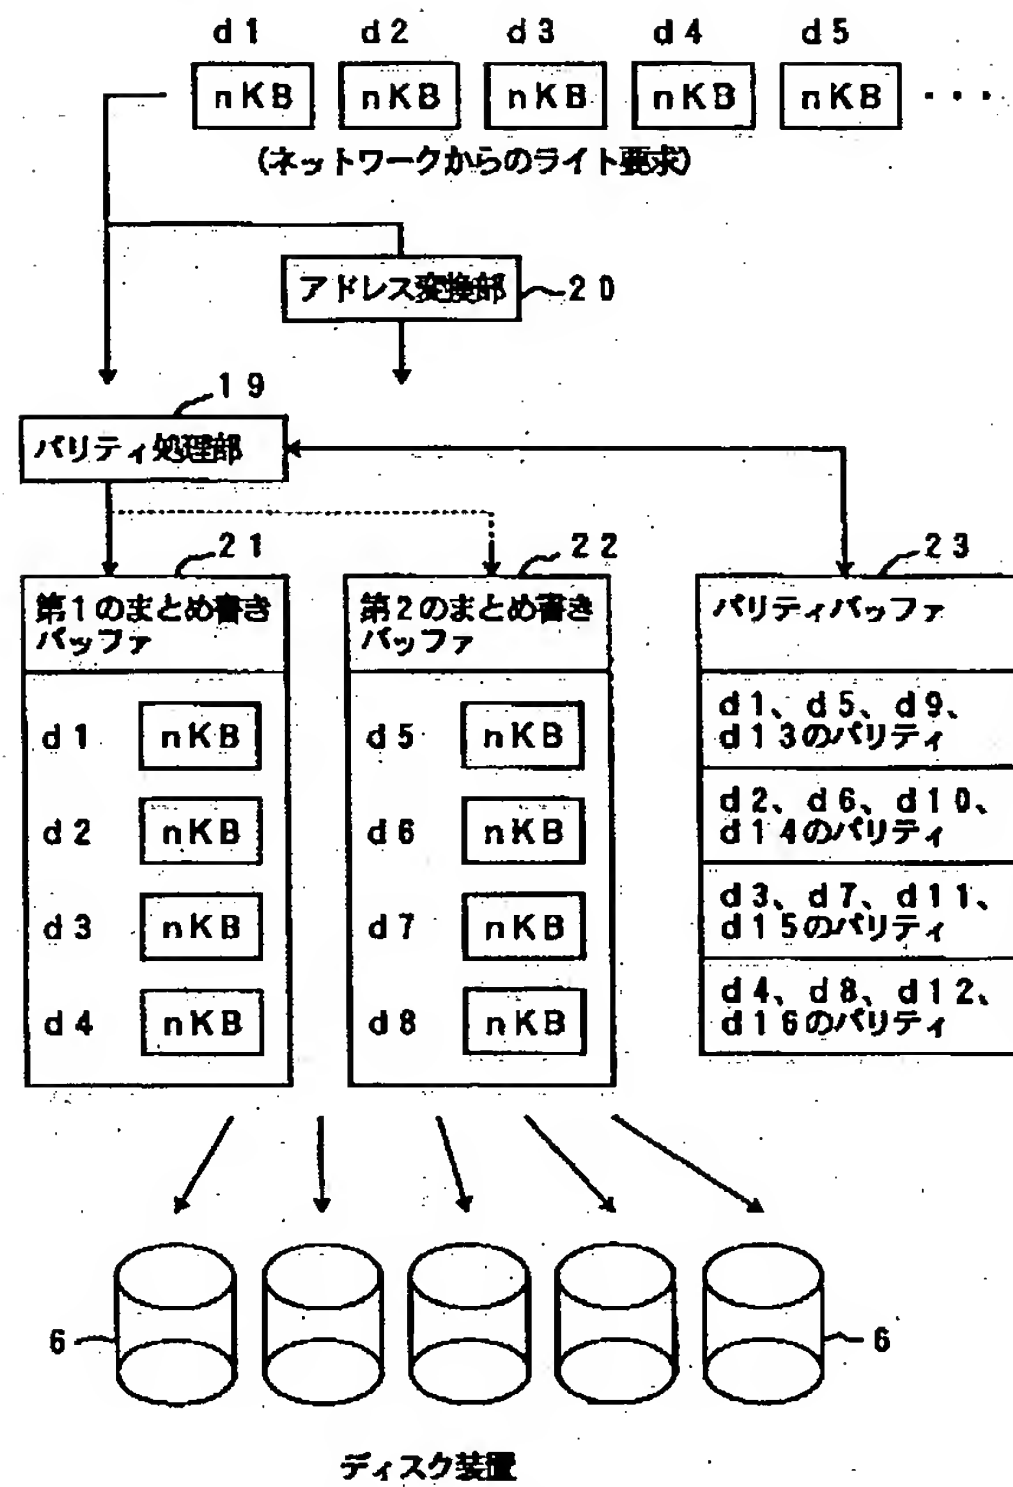 d1 d2 d3 d4 d5
nKB nKB nKB nKB nKB ・・・
(ネットワークからのライト要求)
アドレス変換部
20
19
パリティ処理部
21
第1のまとめ書き
バッファ
d1 nKB
d2 nKB
d3 nKB
d4 nKB
22
第2のまとめ書き
バッファ
d5 nKB
d6 nKB
d7 nKB
d8 nKB
23
パリティバッファ
d1、d5、d9、
d13のパリティ
d2、d6、d10、
d14のパリティ
d3、d7、d11、
d15のパリティ
d4、d8、d12、
d16のパリティ
6
6
ディスク装置